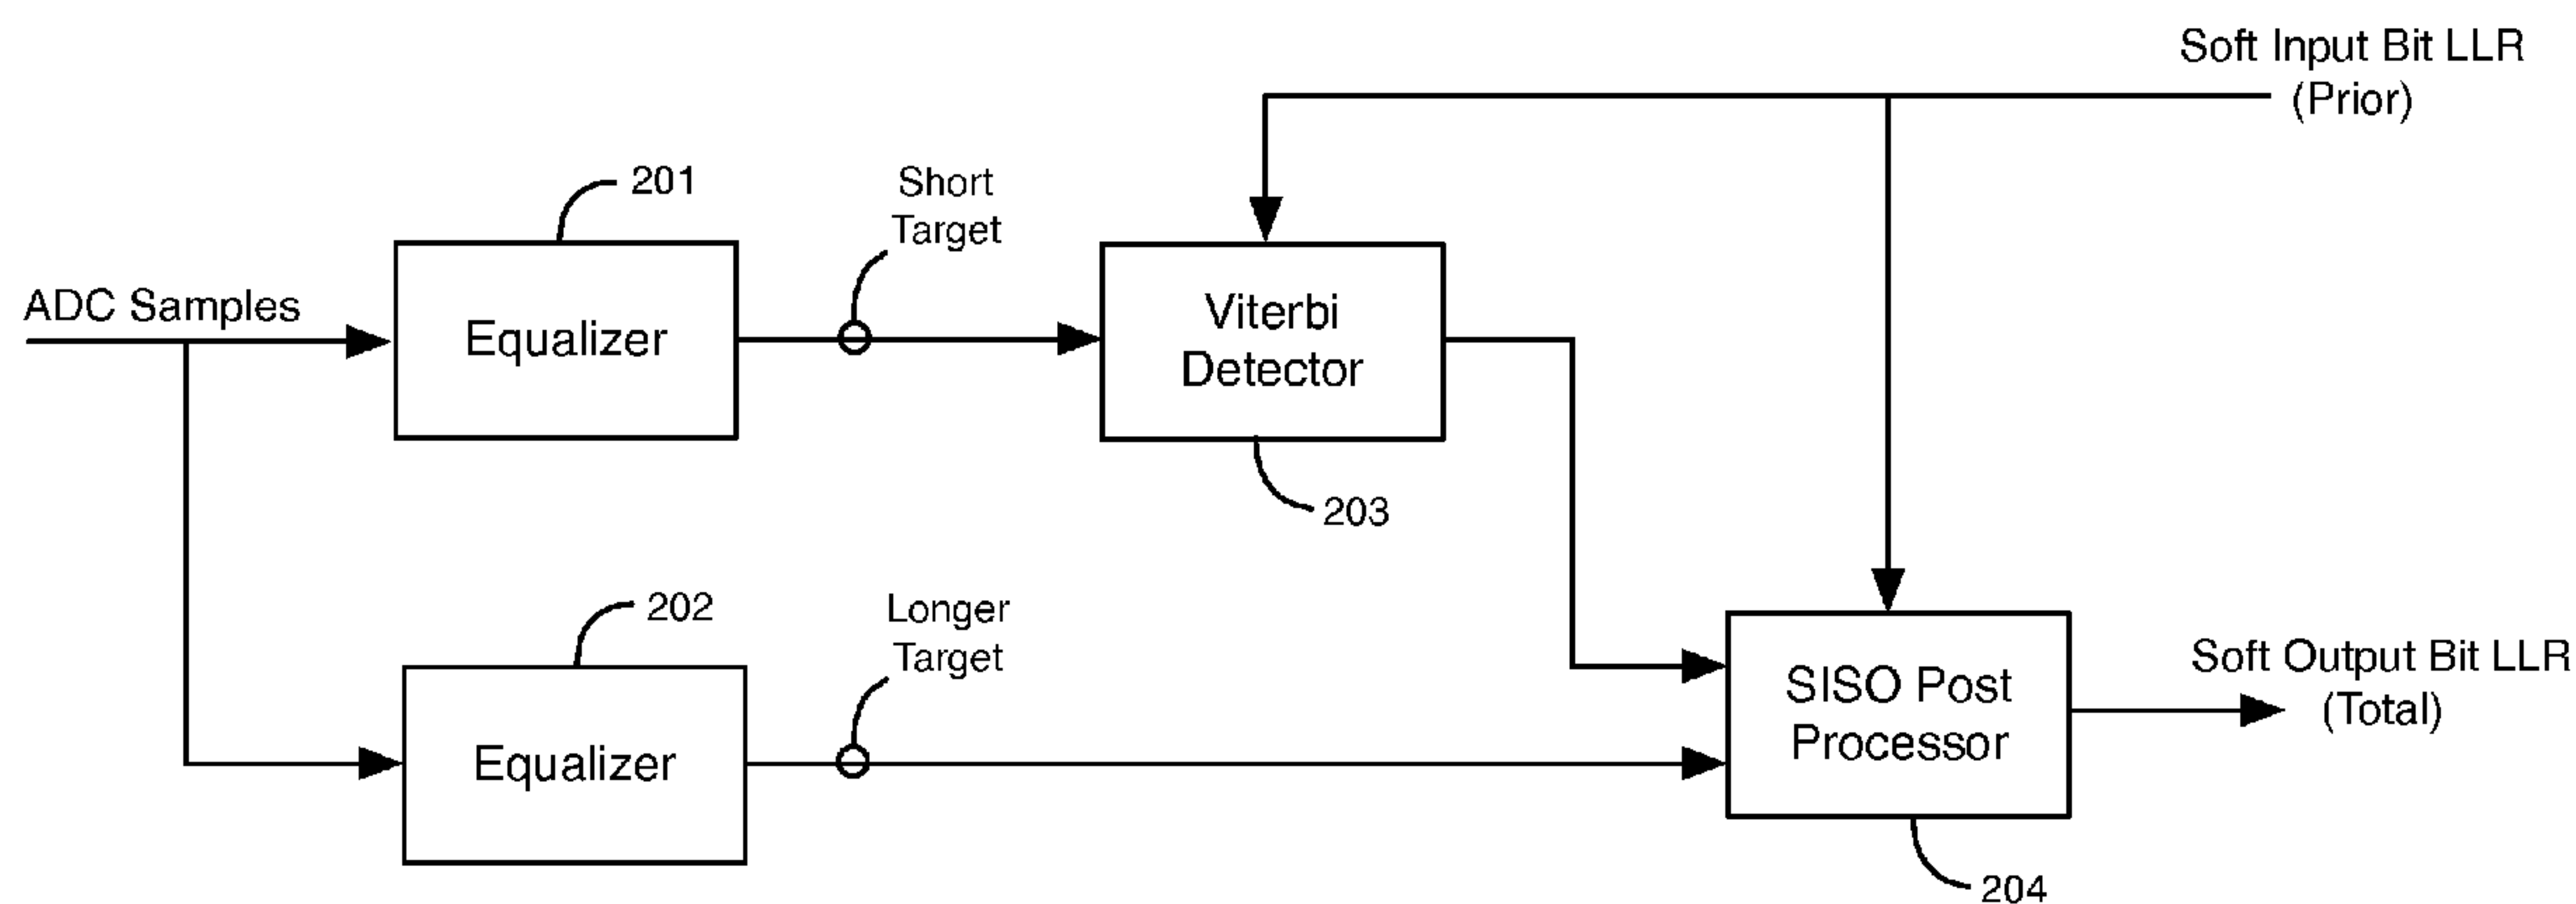 Soft Input Bit LLR
(Prior)
201
Short
Target
ADC Samples
Equalizer
Viterbi
Detector
203
202
Longer
Target
Equalizer
SISO Post
Processor
Soft Output Bit LLR
(Total)
204